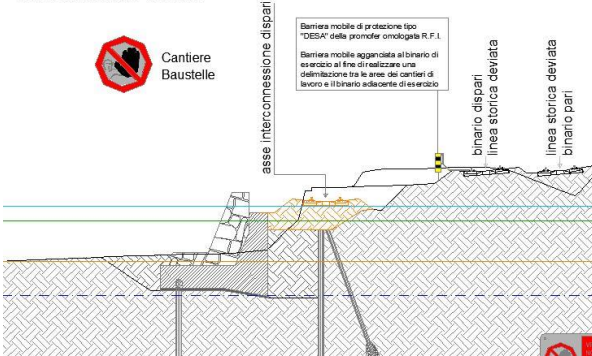 Cantiere
Baustelle
asse interconnessione dispari
Barriera mobile di protezione tipo
"DESA" della promofer omologata R.F.I.
Barriera mobile agganciata al binario di
esercizio al fine di realizzare una
delimitazione tra le aree dei cantieri di
lavoro e il binario adiacente di esercizio
binario dispari
linea storica deviata
linea storica deviata
binario pari